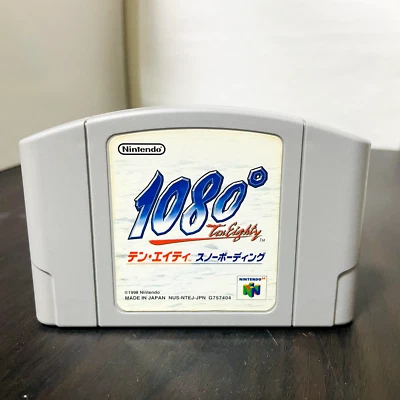 Nintendo
1080°
TenEighty TM
テン・エイティ スノーボーディング
©1998 Nintendo
MADE IN JAPAN NUS-NTEJ-JPN G757404
NINTENDO 64